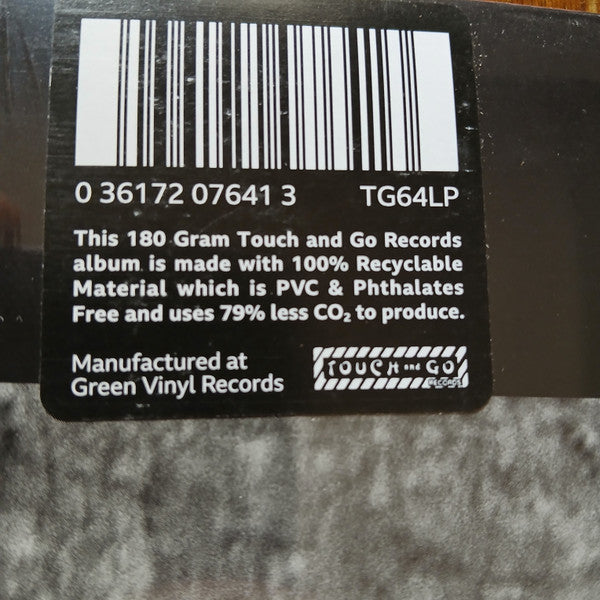 0 36172 07641 3 TG64LP
This 180 Gram Touch and Go Records
album is made with 100% Recyclable
Material which is PVC & Phthalates
Free and uses 79% less CO₂ to produce.
Manufactured at
Green Vinyl Records
TOUCH AND GO
RECORDS